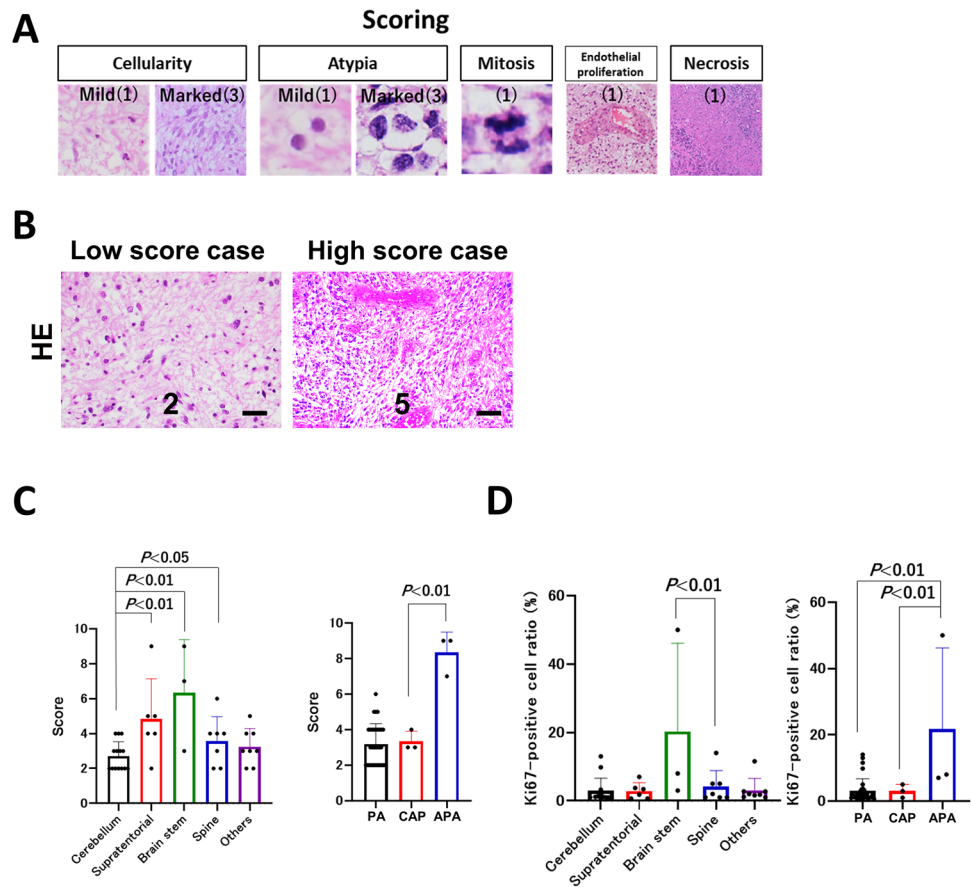 A
Scoring
Cellularity
Atypia
Mitosis
Endothelial
proliferation
Necrosis
Mild(1)
Marked(3)
Mild(1)
Marked(3)
(1)
(1)
(1)
B
Low score case
High score case
HE
2
5
C
P<0.05
P<0.01
P<0.01
Score
10
8
6
4
2
0
Cerebellum
Supratentorial
Brain stem
Spine
Others
P<0.01
Score
10
8
6
4
2
0
PA
CAP
APA
D
P<0.01
Ki67-positive cell ratio (%)
60
40
20
0
Cerebellum
Supratentorial
Brain stem
Spine
Others
P<0.01
P<0.01
Ki67-positive cell ratio (%)
60
40
20
0
PA
CAP
APA